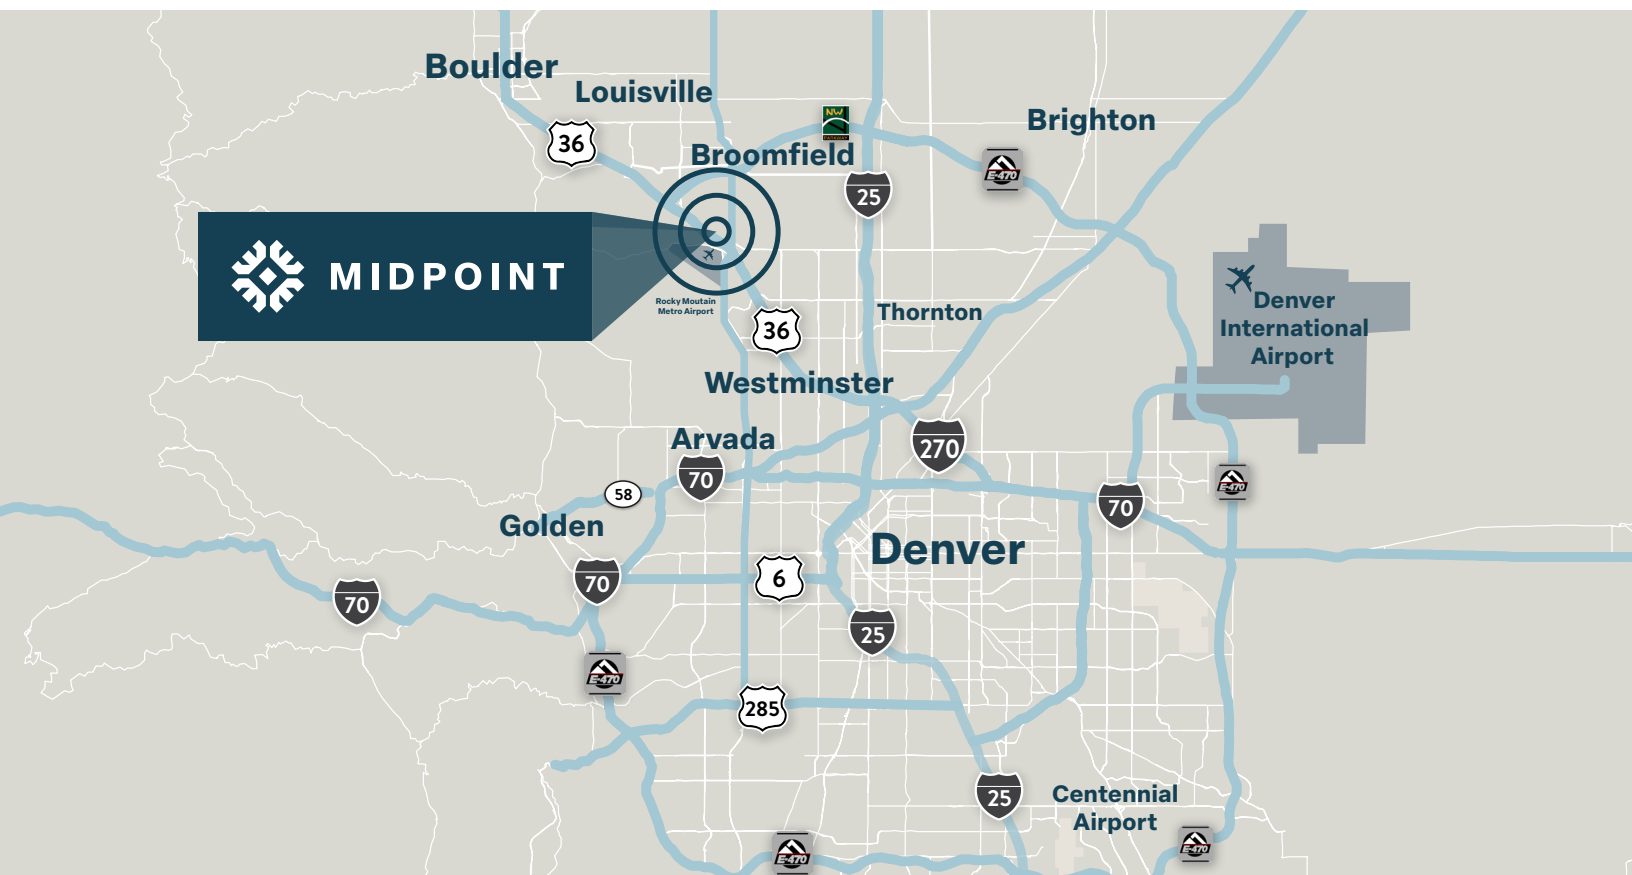 Boulder
Louisville
Brighton
NW
36
E-470
Broomfield
25
MIDPOINT
Rocky Moutain
Metro Airport
Denver
International
Airport
Thornton
36
Westminster
Arvada
270
70
58
E-470
70
Golden
Denver
70
6
70
25
E-470
285
25
Centennial
Airport
E-470
E-470